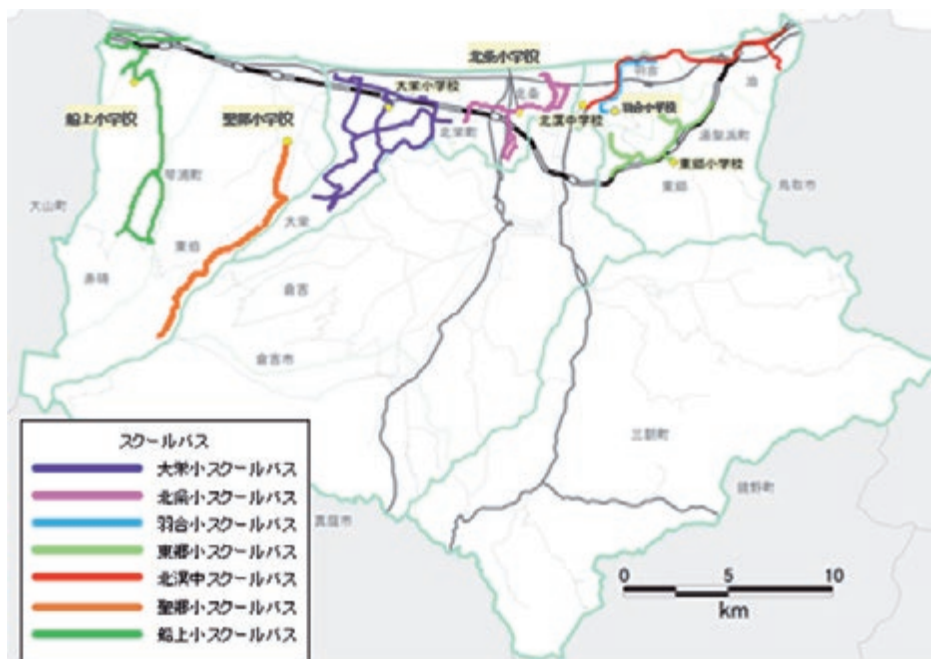 北条小学校
羽合
大栄小学校
泊
北条
船上小学校
聖郷小学校
北溟中学校
羽合小学校
北栄町
湯梨浜町
東郷小学校
琴浦町
東郷
鳥取市
大山町
大栄
東伯
赤碕
倉吉
倉吉市
三朝町
鏡野町
真庭市
スクールバス
大栄小スクールバス
北条小スクールバス
羽合小スクールバス
東郷小スクールバス
北溟中スクールバス
聖郷小スクールバス
船上小スクールバス
0 5 10
km